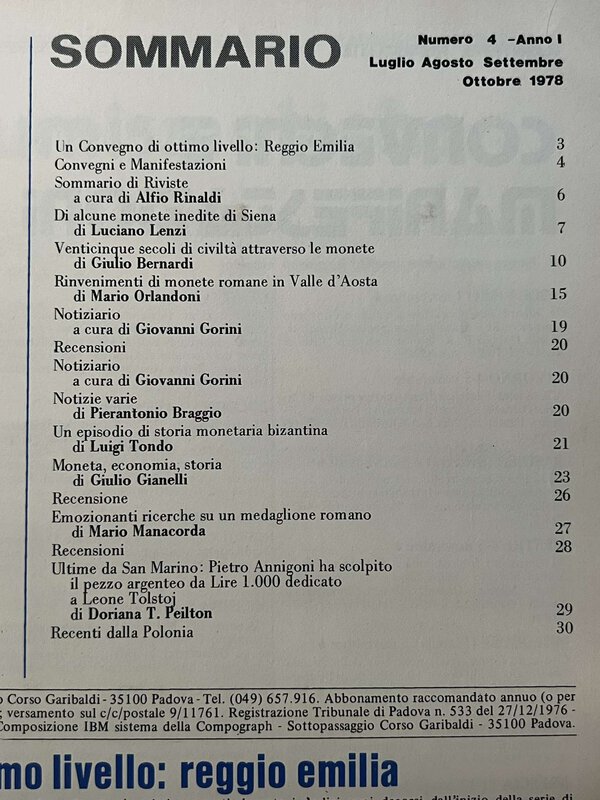 SOMMARIO
Numero 4 -Anno I
Luglio Agosto Settembre
Ottobre 1978
Un Convegno di ottimo livello: Reggio Emilia 3
Convegni e Manifestazioni 4
Sommario di Riviste
a cura di Alfio Rinaldi 6
Di alcune monete inedite di Siena
di Luciano Lenzi 7
Venticinque secoli di civiltà attraverso le monete
di Giulio Bernardi 10
Rinvenimenti di monete romane in Valle d'Aosta
di Mario Orlandoni 15
Notiziario
a cura di Giovanni Gorini 19
Recensioni 20
Notiziario
a cura di Giovanni Gorini 20
Notizie varie
di Pierantonio Braggio 20
Un episodio di storia monetaria bizantina
di Luigi Tondo 21
Moneta, economia, storia
di Giulio Gianelli 23
Recensione 26
Emozionanti ricerche su un medaglione romano
di Mario Manacorda 27
Recensioni 28
Ultime da San Marino: Pietro Annigoni ha scolpito
il pezzo argenteo da Lire 1.000 dedicato
a Leone Tolstoj
di Doriana T. Peilton 29
Recenti dalla Polonia 30
o Corso Garibaldi - 35100 Padova - Tel. (049) 657.916. Abbonamento raccomandato annuo (o per
; versamento sul c/c/postale 9/11761. Registrazione Tribunale di Padova n. 533 del 27/12/1976 -
Composizione IBM sistema della Compograph - Sottopassaggio Corso Garibaldi - 35100 Padova.
mo livello: reggio emilia